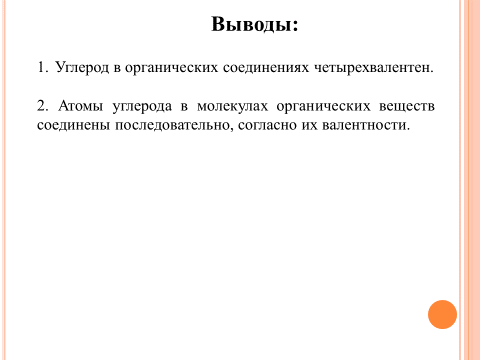 Выводы:
1. Углерод в органических соединениях четырехвалентен.
2. Атомы углерода в молекулах органических веществ
соединены последовательно, согласно их валентности.